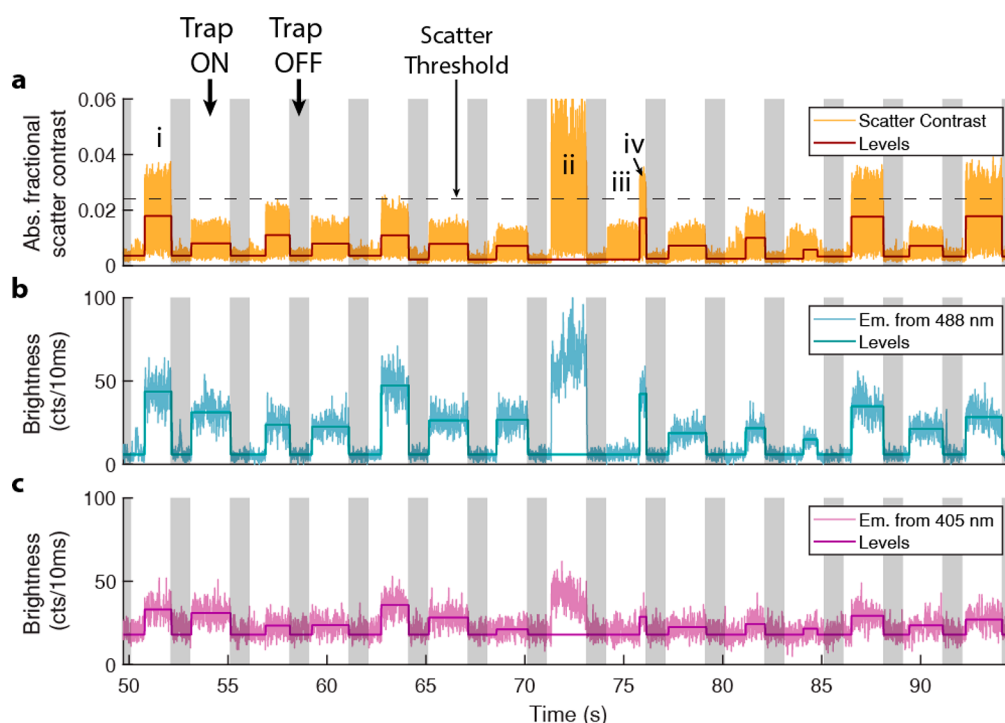 Trap
ON
Trap
OFF
Scatter
Threshold
a
Abs. fractional
scatter contrast
0.06
0.04
0.02
0
i
ii
iii
iv
Scatter Contrast
Levels
b
Brightness
(cts/10ms)
100
50
0
Em. from 488 nm
Levels
c
Brightness
(cts/10ms)
100
50
0
Em. from 405 nm
Levels
50 55 60 65 70 75 80 85 90
Time (s)